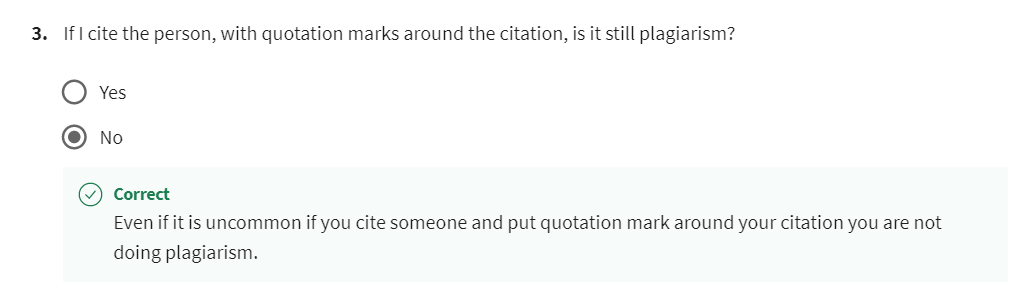 3. If I cite the person, with quotation marks around the citation, is it still plagiarism?
Yes
No
Correct
Even if it is uncommon if you cite someone and put quotation mark around your citation you are not
doing plagiarism.